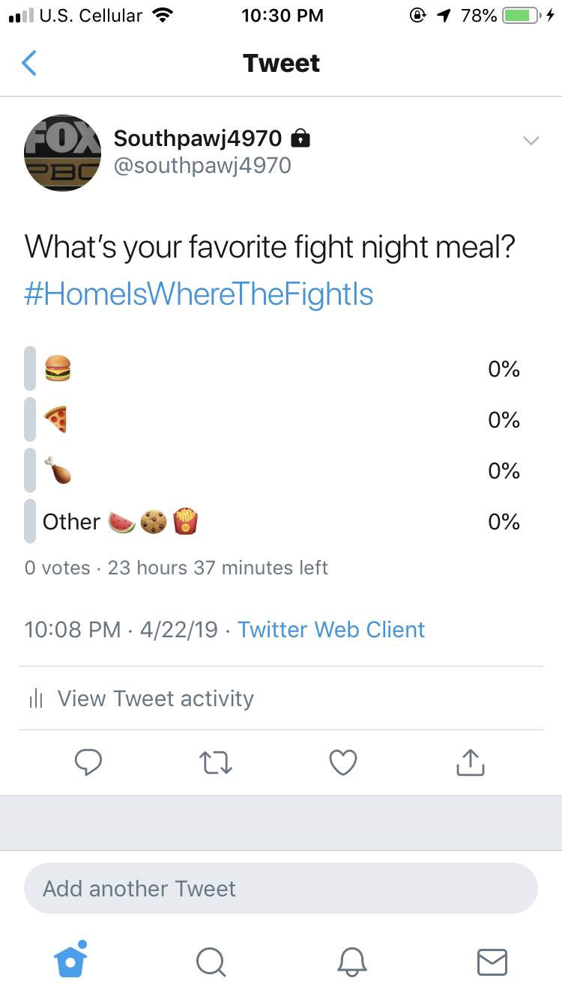 U.S. Cellular 10:30 PM 78%
Tweet
FOX
PBC
Southpawj4970
@southpawj4970
What's your favorite fight night meal?
#HomeIsWhereTheFightIs
🍔 0%
🍕 0%
🍗 0%
Other 🍉🍪🍟 0%
0 votes · 23 hours 37 minutes left
10:08 PM · 4/22/19 · Twitter Web Client
View Tweet activity
Add another Tweet